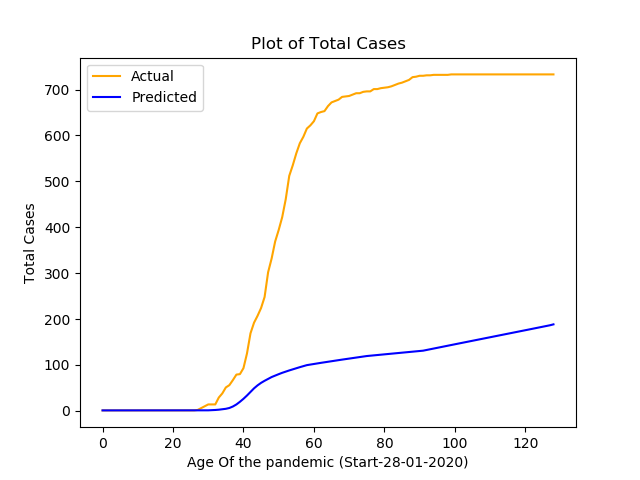 Plot of Total Cases
Actual
Predicted
700
600
500
400
300
200
100
0
Total Cases
0 20 40 60 80 100 120
Age Of the pandemic (Start-28-01-2020)